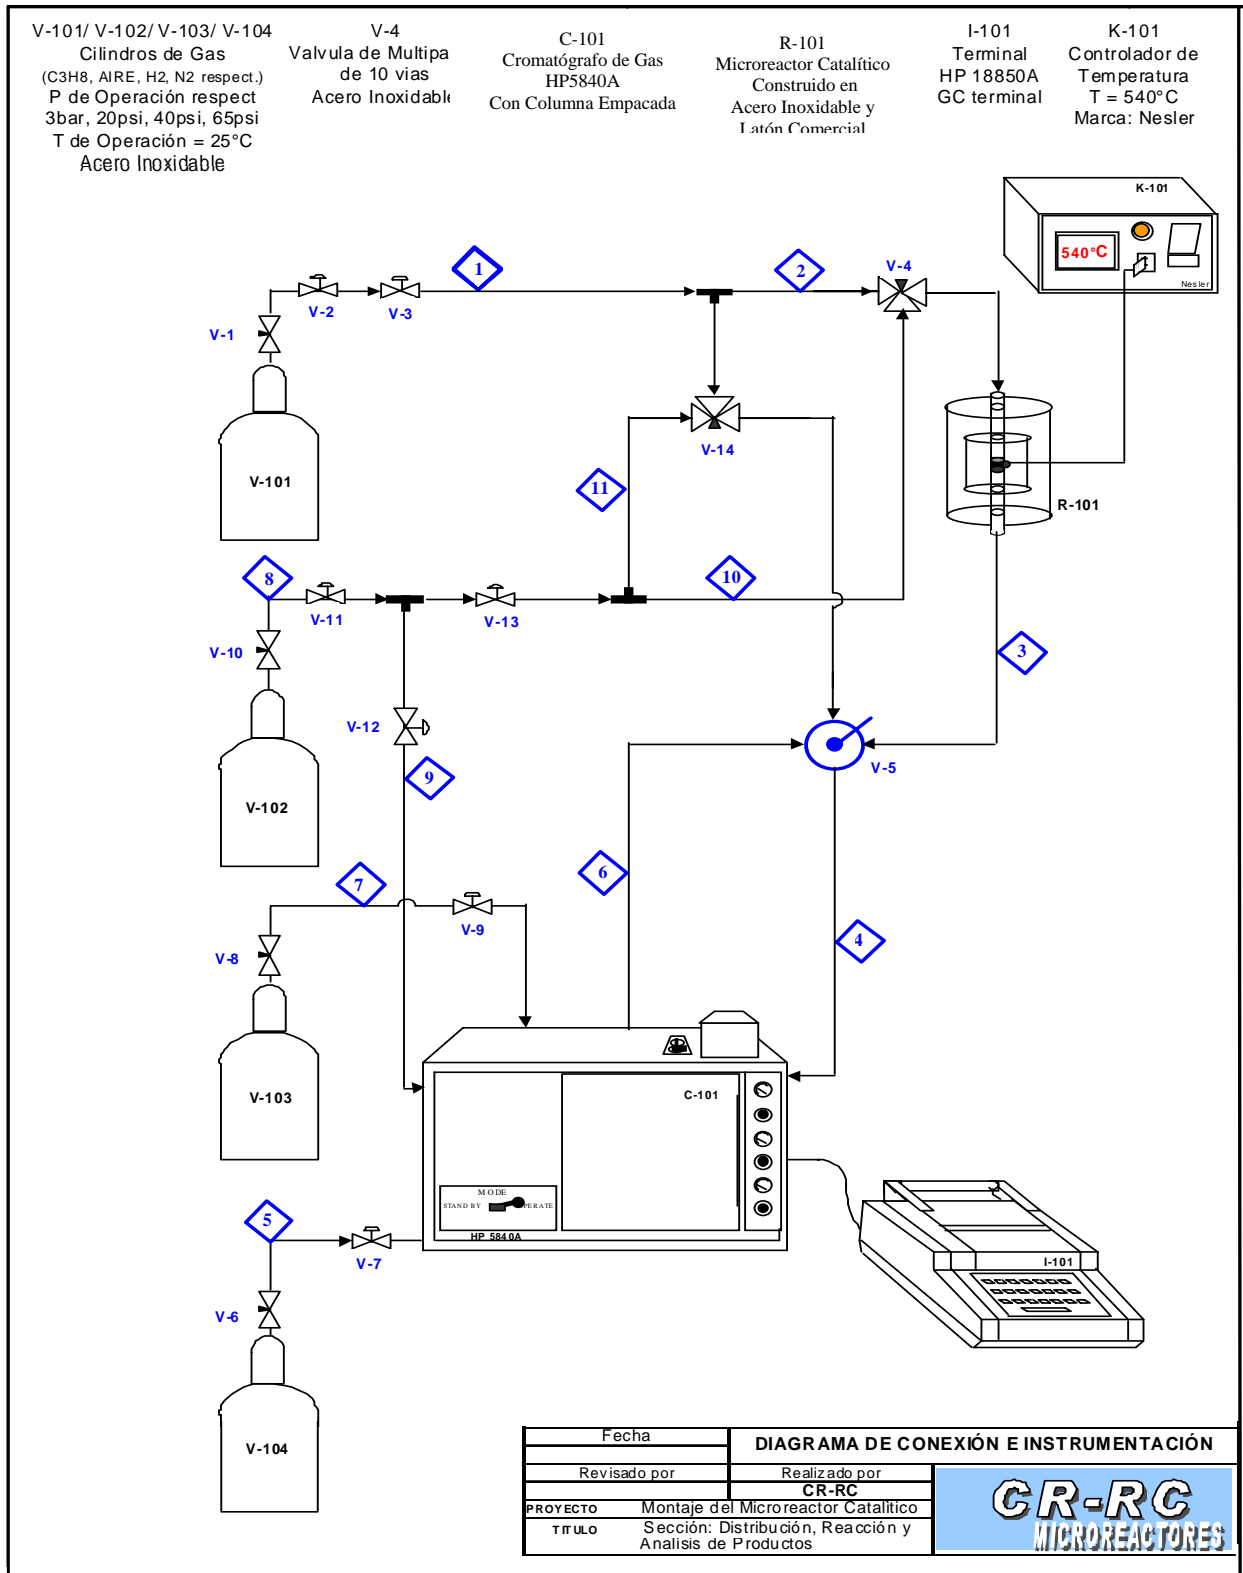 V-101/ V-102/ V-103/ V-104
Cilindros de Gas
(C3H8, AIRE, H2, N2 respect.)
P de Operación respect
3bar, 20psi, 40psi, 65psi
T de Operación = 25°C
Acero Inoxidable
V-4
Valvula de Multipa
de 10 vias
Acero Inoxidabl
C-101
Cromatógrafo de Gas
HP5840A
Con Columna Empacada
R-101
Microreactor Catalítico
Construido en
Acero Inoxidable y
Latón Comercial
I-101
Terminal
HP 18850A
GC terminal
K-101
Controlador de
Temperatura
T = 540°C
Marca: Nesler
K-101
540°C
Nesler
1
2
V-4
V-2
V-3
V-1
V-101
V-14
11
R-101
8
V-11
V-13
10
V-10
3
V-12
V-5
9
V-102
7
6
V-9
4
V-8
V-103
C-101
MODE
STAND BY
PERATE
HP 5840A
5
V-7
V-6
I-101
V-104
Fecha
DIAGRAMA DE CONEXIÓN E INSTRUMENTACIÓN
Revisado por
Realizado por
CR-RC
PROYECTO
Montaje del Microreactor Catalitico
TITULO
Sección: Distribución, Reacción y
Analisis de Productos
CR-RC
MICROREACTORES